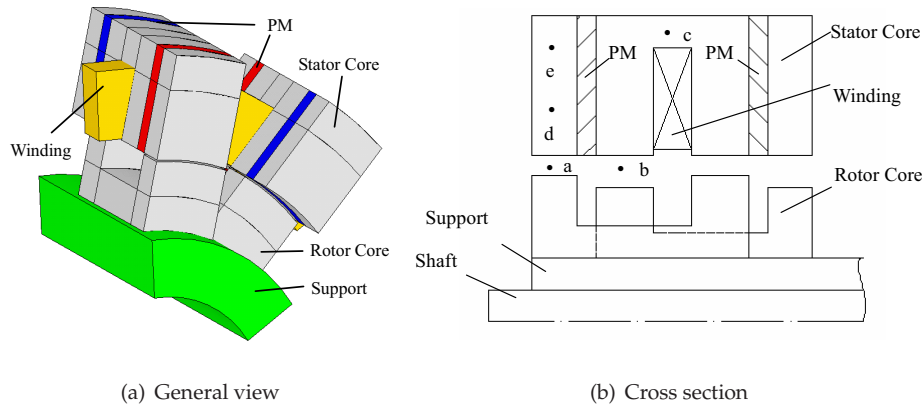 PM
Stator Core
Winding
Rotor Core
Support
(a) General view
c
Stator Core
e
PM
PM
Winding
d
a
b
Rotor Core
Support
Shaft
(b) Cross section